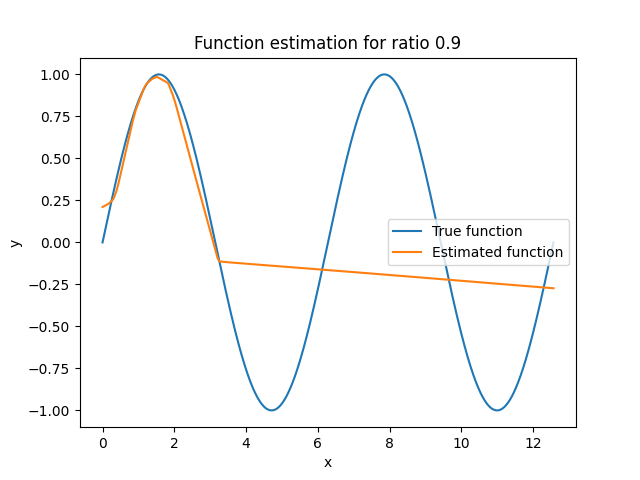 Function estimation for ratio 0.9
1.00
0.75
0.50
0.25
0.00
−0.25
−0.50
−0.75
−1.00
y
True function
Estimated function
0 2 4 6 8 10 12
x